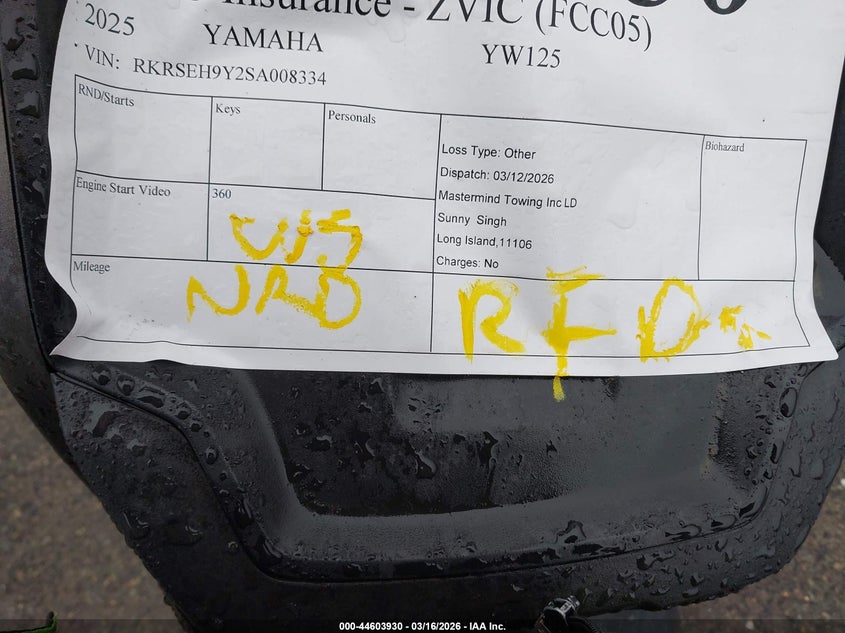 Insurance - ZVIC (FCC05)
2025 YAMAHA YW125
VIN: RKRSEH9Y2SA008334
RND/Starts
Keys
Personals
Loss Type: Other
Dispatch: 03/12/2026
Mastermind Towing Inc LD
Sunny Singh
Long Island,11106
Charges: No
Biohazard
Engine Start Video
360
Mileage
000-44603930 - 03/16/2026 - IAA Inc.